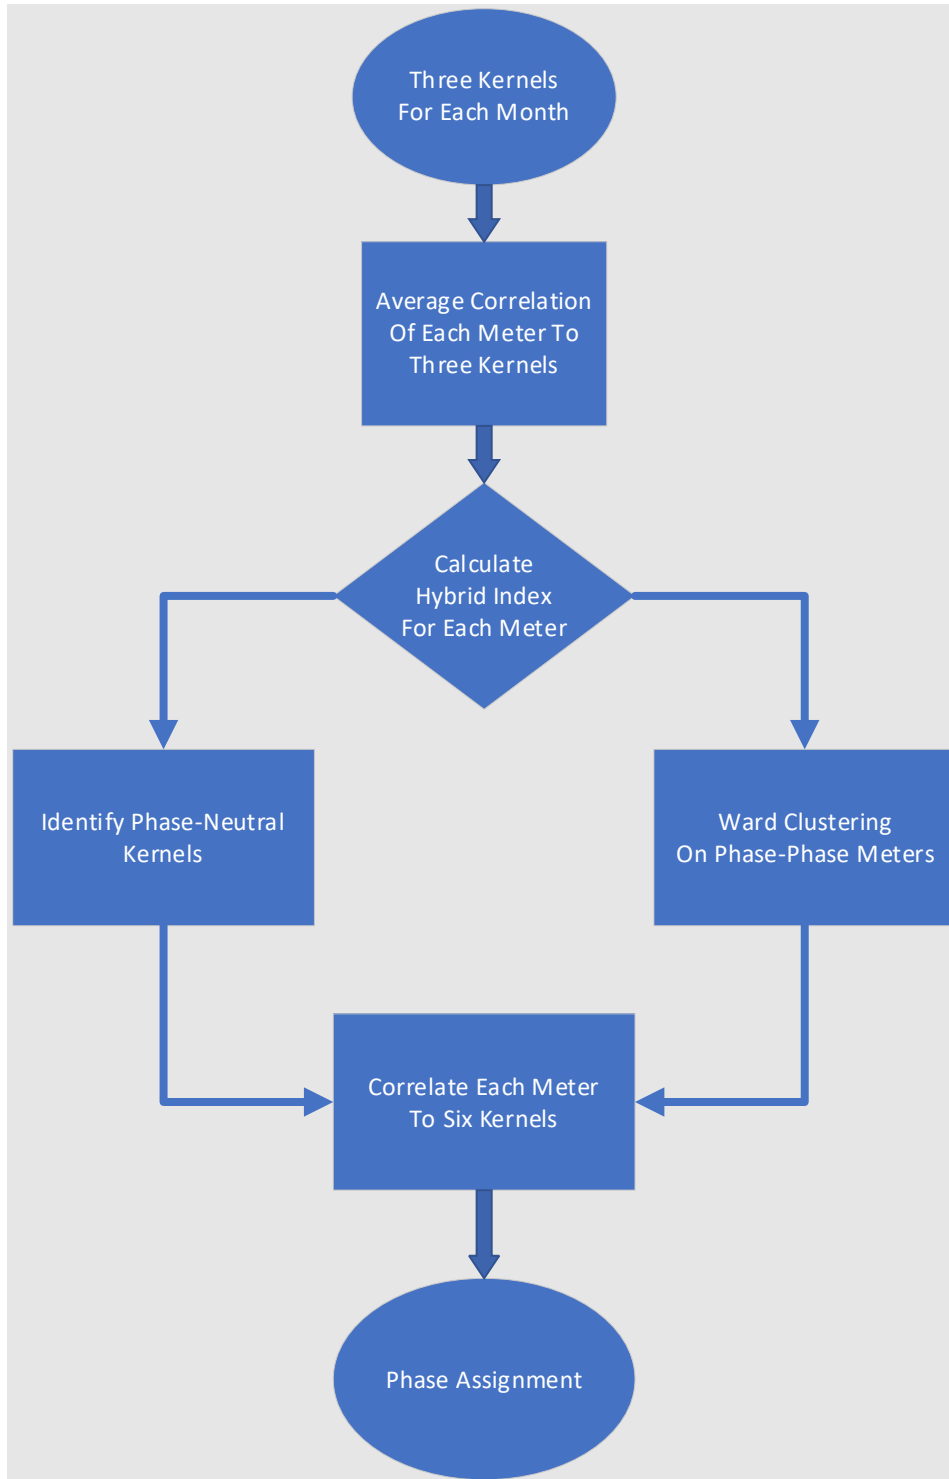 Three Kernels
For Each Month
Average Correlation
Of Each Meter To
Three Kernels
Calculate
Hybrid Index
For Each Meter
Identify Phase-Neutral
Kernels
Ward Clustering
On Phase-Phase Meters
Correlate Each Meter
To Six Kernels
Phase Assignment